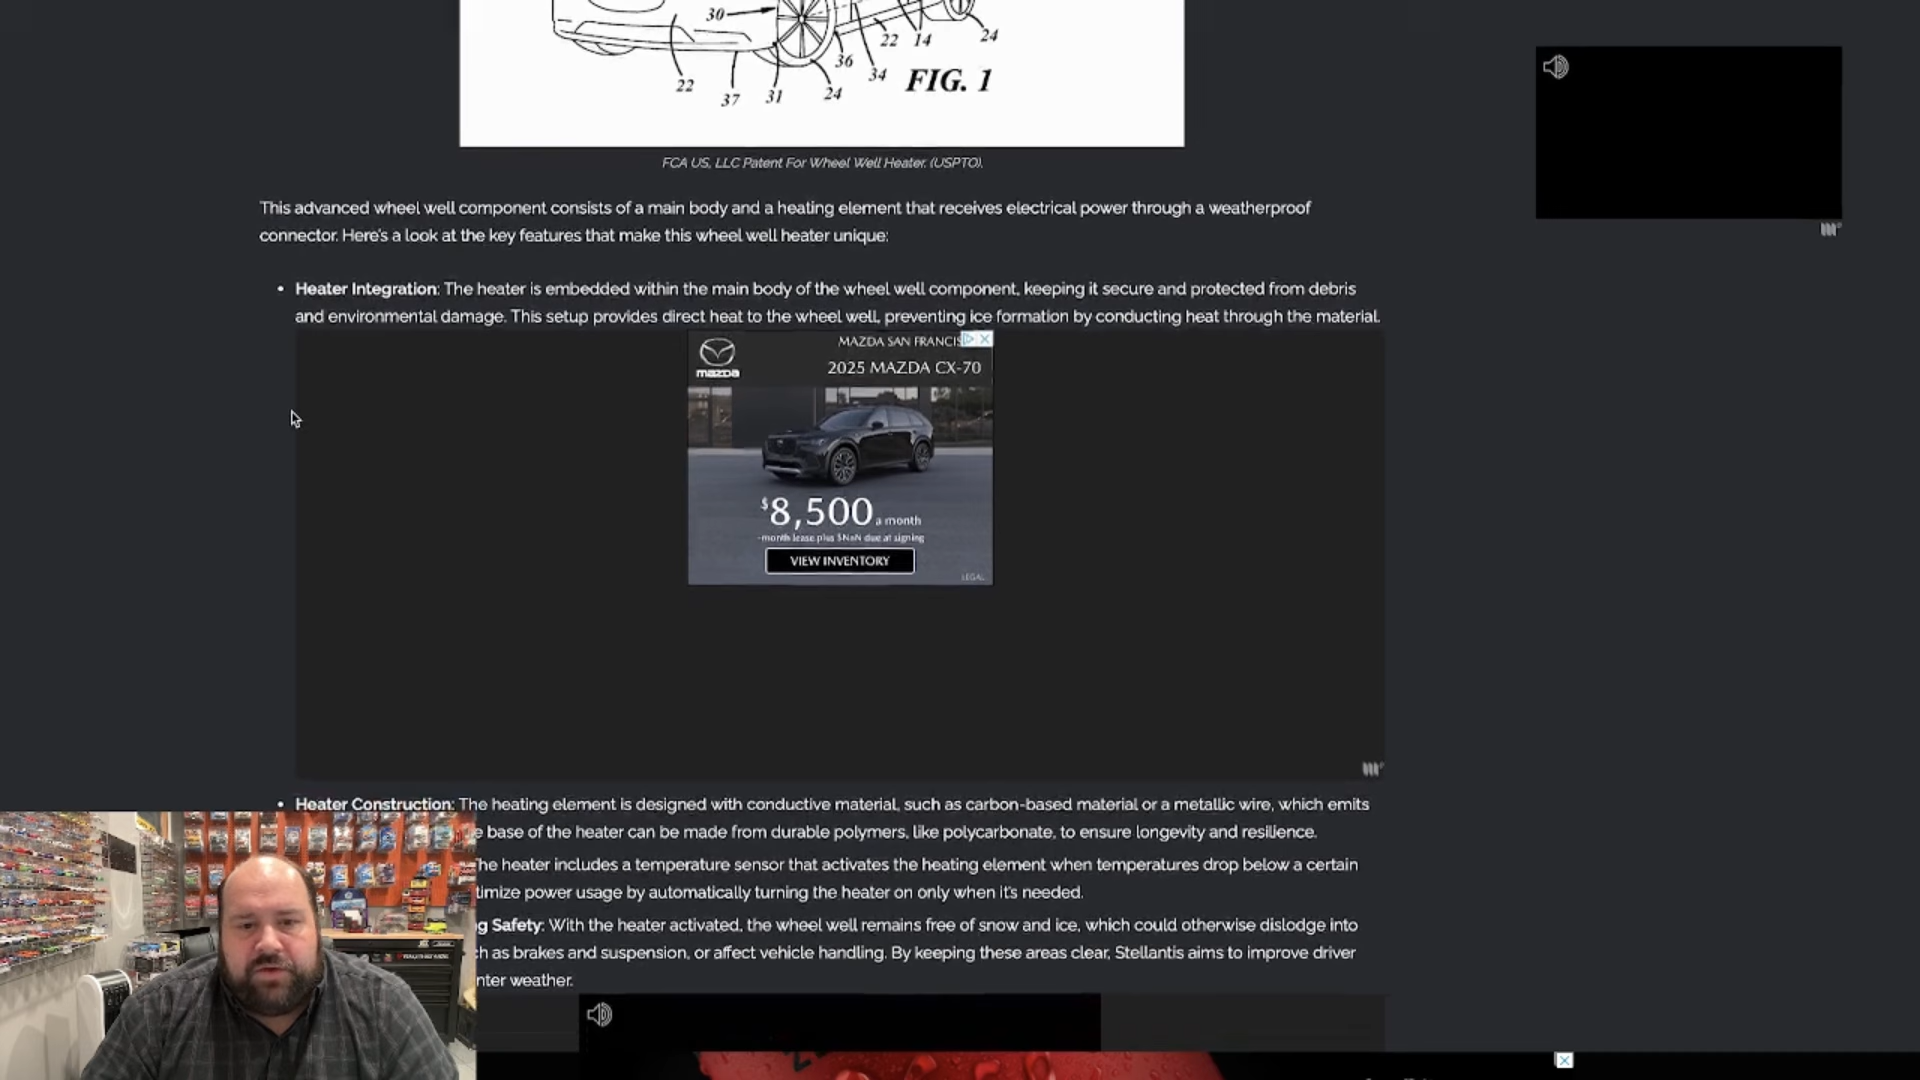 30
22 14 24
36
34 FIG. 1
22 37 31 24
FCA US, LLC Patent For Wheel Well Heater. (USPTO).
This advanced wheel well component consists of a main body and a heating element that receives electrical power through a weatherproof
connector. Here's a look at the key features that make this wheel well heater unique:
• Heater Integration: The heater is embedded within the main body of the wheel well component, keeping it secure and protected from debris
and environmental damage. This setup provides direct heat to the wheel well, preventing ice formation by conducting heat through the material.
MAZDA SAN FRANCIS
mazda
2025 MAZDA CX-70
$8,500 a month
-month lease plus $NaN due at signing
VIEW INVENTORY
LEGAL
• Heater Construction: The heating element is designed with conductive material, such as carbon-based material or a metallic wire, which emits
e base of the heater can be made from durable polymers, like polycarbonate, to ensure longevity and resilience.
he heater includes a temperature sensor that activates the heating element when temperatures drop below a certain
timize power usage by automatically turning the heater on only when it's needed.
g Safety: With the heater activated, the wheel well remains free of snow and ice, which could otherwise dislodge into
h as brakes and suspension, or affect vehicle handling. By keeping these areas clear, Stellantis aims to improve driver
nter weather.